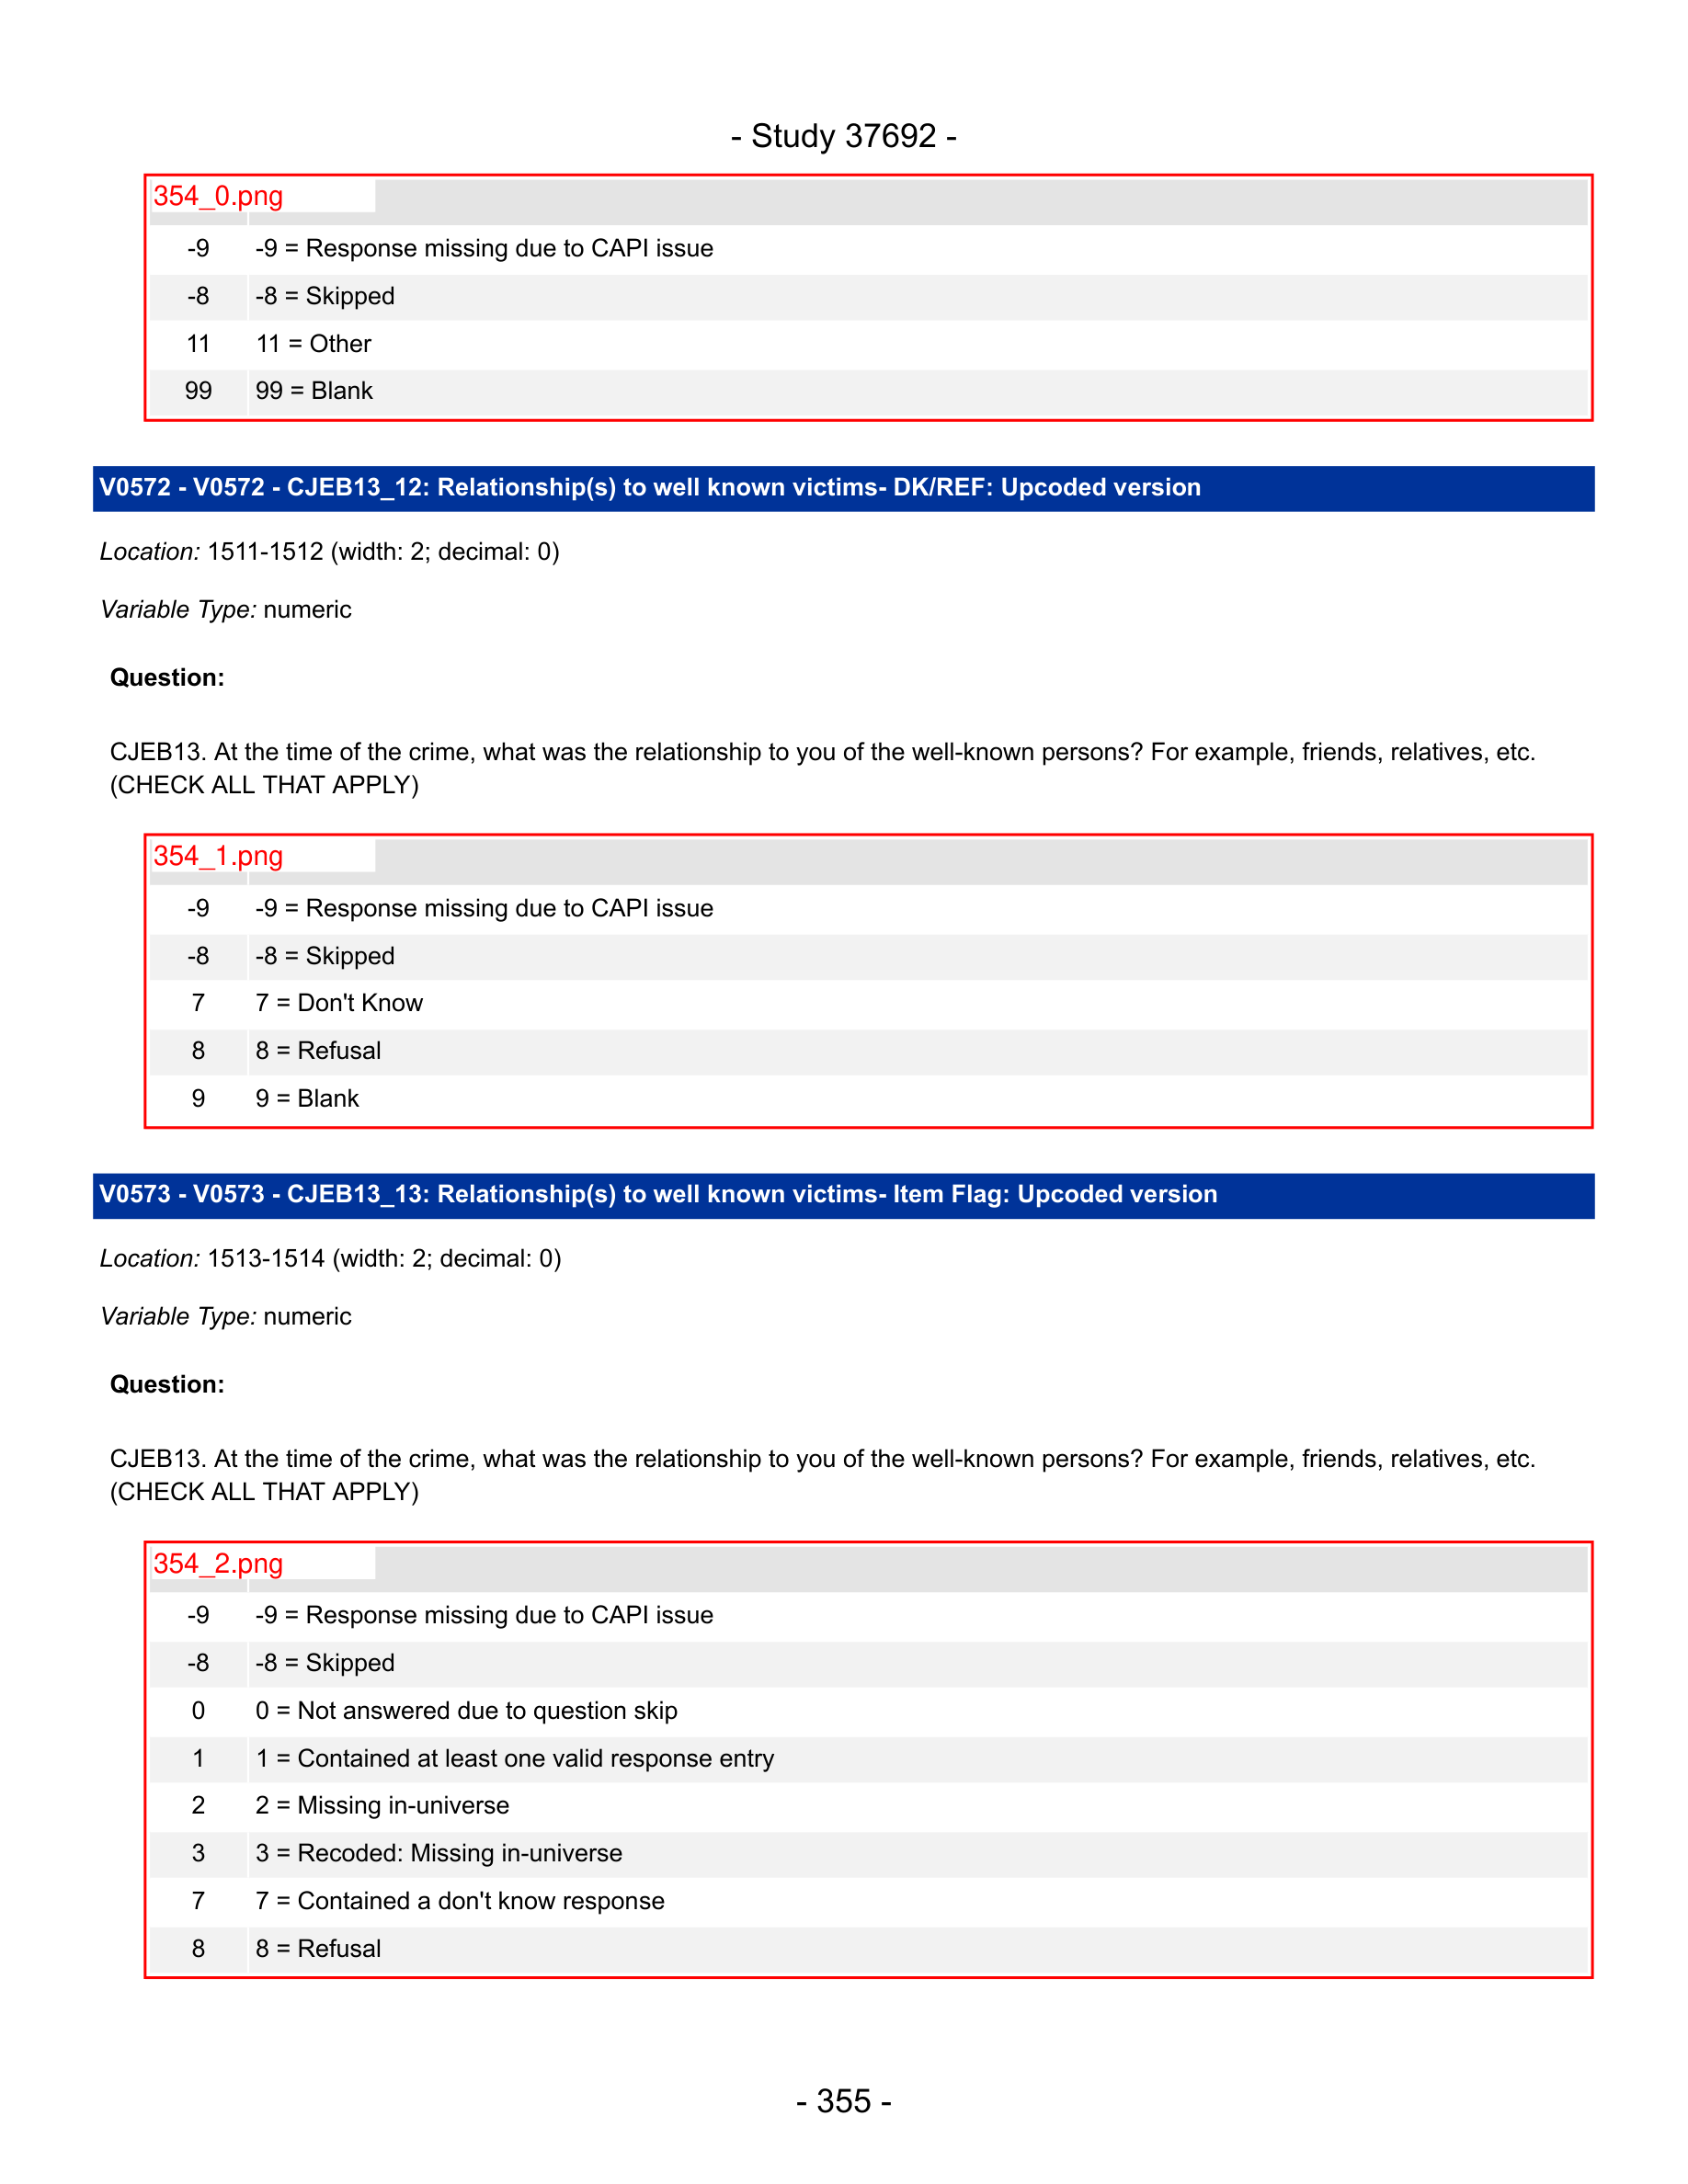 - Study 37692 -
354_0.png
-9 -9 = Response missing due to CAPI issue
-8 -8 = Skipped
11 11 = Other
99 99 = Blank
V0572 - V0572 - CJEB13_12: Relationship(s) to well known victims- DK/REF: Upcoded version
Location: 1511-1512 (width: 2; decimal: 0)
Variable Type: numeric
Question:
CJEB13. At the time of the crime, what was the relationship to you of the well-known persons? For example, friends, relatives, etc.
(CHECK ALL THAT APPLY)
354_1.png
-9 -9 = Response missing due to CAPI issue
-8 -8 = Skipped
7 7 = Don't Know
8 8 = Refusal
9 9 = Blank
V0573 - V0573 - CJEB13_13: Relationship(s) to well known victims- Item Flag: Upcoded version
Location: 1513-1514 (width: 2; decimal: 0)
Variable Type: numeric
Question:
CJEB13. At the time of the crime, what was the relationship to you of the well-known persons? For example, friends, relatives, etc.
(CHECK ALL THAT APPLY)
354_2.png
-9 -9 = Response missing due to CAPI issue
-8 -8 = Skipped
0 0 = Not answered due to question skip
1 1 = Contained at least one valid response entry
2 2 = Missing in-universe
3 3 = Recoded: Missing in-universe
7 7 = Contained a don't know response
8 8 = Refusal
- 355 -